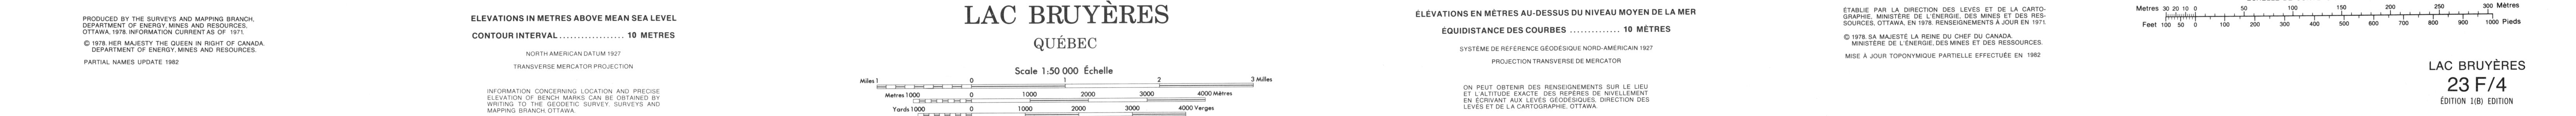 PRODUCED BY THE SURVEYS AND MAPPING BRANCH,
DEPARTMENT OF ENERGY, MINES AND RESOURCES,
OTTAWA, 1978. INFORMATION CURRENT AS OF 1971.
© 1978. HER MAJESTY THE QUEEN IN RIGHT OF CANADA.
DEPARTMENT OF ENERGY, MINES AND RESOURCES.
PARTIAL NAMES UPDATE 1982
ELEVATIONS IN METRES ABOVE MEAN SEA LEVEL
CONTOUR INTERVAL ................. 10 METRES
NORTH AMERICAN DATUM 1927
TRANSVERSE MERCATOR PROJECTION
INFORMATION CONCERNING LOCATION AND PRECISE
ELEVATION OF BENCH MARKS CAN BE OBTAINED BY
WRITING TO THE GEODETIC SURVEY, SURVEYS AND
MAPPING BRANCH, OTTAWA.
LAC BRUYÈRES
QUÉBEC
Scale 1:50 000 Échelle
Miles 1 0 1 2 3 Milles
Metres 1000 0 1000 2000 3000 4000 Mètres
Yards 1000 0 1000 2000 3000 4000 Verges
ÉLÉVATIONS EN MÈTRES AU-DESSUS DU NIVEAU MOYEN DE LA MER
ÉQUIDISTANCE DES COURBES .............. 10 MÈTRES
SYSTÈME DE RÉFÉRENCE GÉODÉSIQUE NORD-AMÉRICAIN 1927
PROJECTION TRANSVERSE DE MERCATOR
ON PEUT OBTENIR DES RENSEIGNEMENTS SUR LE LIEU
ET L'ALTITUDE EXACTE DES REPÈRES DE NIVELLEMENT
EN ÉCRIVANT AUX LEVÉS GÉODÉSIQUES, DIRECTION DES
LEVÉS ET DE LA CARTOGRAPHIE, OTTAWA.
ÉTABLIE PAR LA DIRECTION DES LEVÉS ET DE LA CARTO-
GRAPHIE, MINISTÈRE DE L'ÉNERGIE, DES MINES ET DES RES-
SOURCES, OTTAWA, EN 1978. RENSEIGNEMENTS À JOUR EN 1971.
© 1978. SA MAJESTÉ LA REINE DU CHEF DU CANADA.
MINISTÈRE DE L'ÉNERGIE, DES MINES ET DES RESSOURCES.
MISE À JOUR TOPONYMIQUE PARTIELLE EFFECTUÉE EN 1982
Metres 30 20 10 0 50 100 150 200 250 300 Mètres
Feet 100 50 0 100 200 300 400 500 600 700 800 900 1000 Pieds
LAC BRUYÈRES
23 F/4
ÉDITION 1(B) EDITION